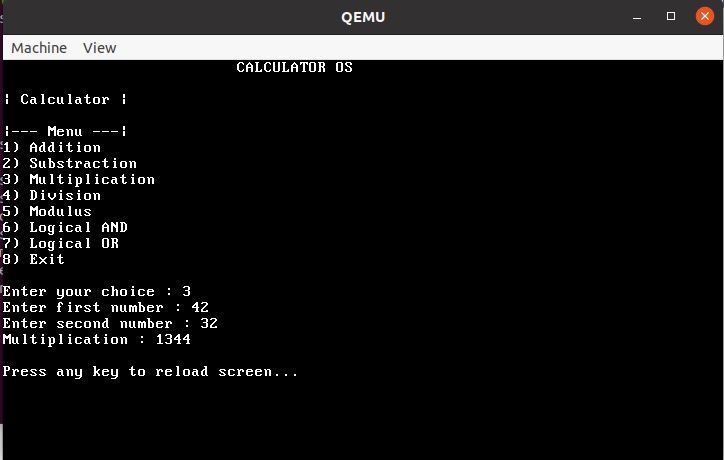 QEMU
Machine View
CALCULATOR OS
¦ Calculator ¦
¦--- Menu ---¦
1) Addition
2) Substraction
3) Multiplication
4) Division
5) Modulus
6) Logical AND
7) Logical OR
8) Exit
Enter your choice : 3
Enter first number : 42
Enter second number : 32
Multiplication : 1344
Press any key to reload screen...